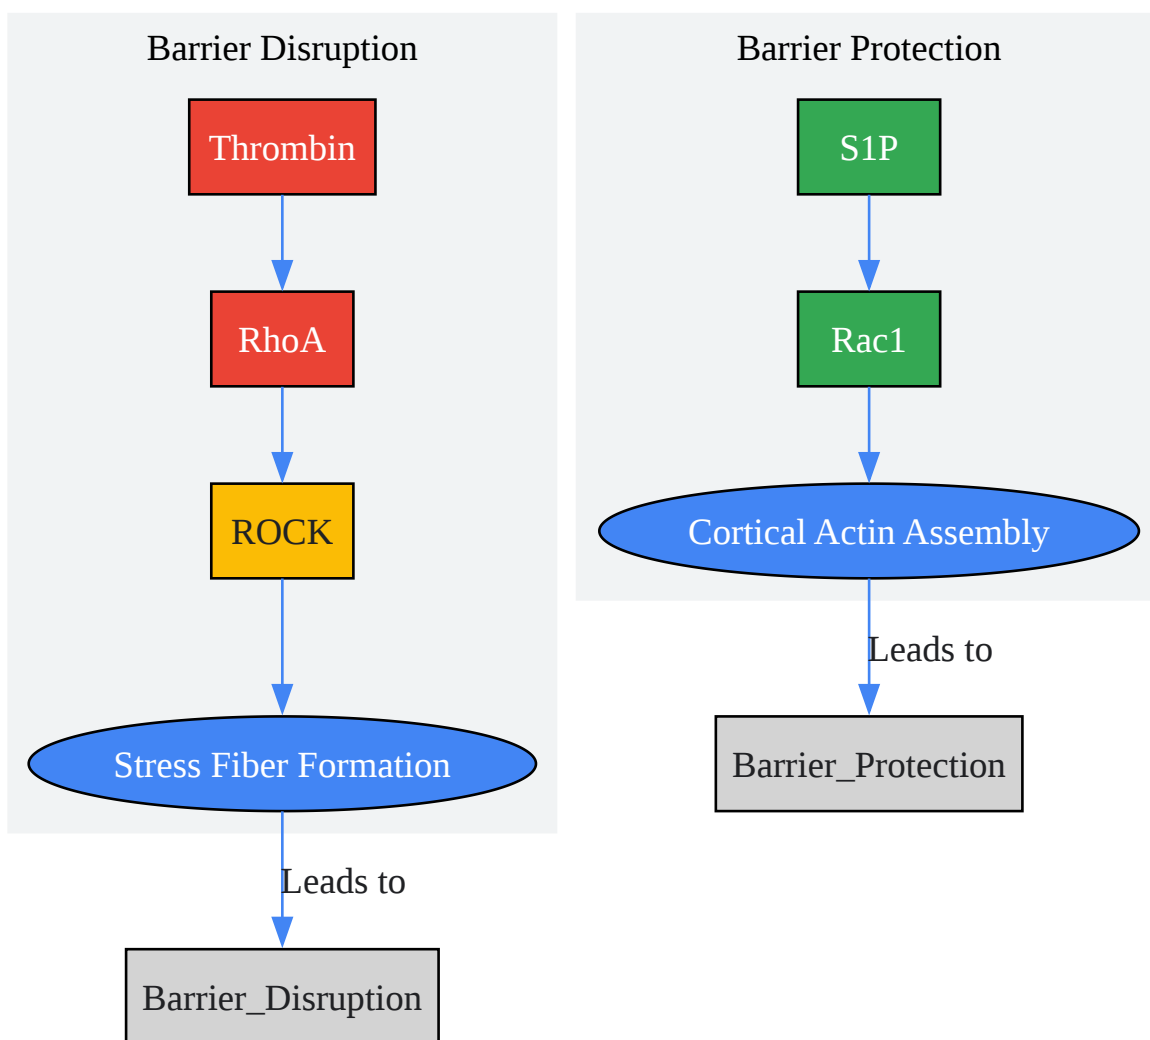 Barrier Disruption
Thrombin
RhoA
ROCK
Stress Fiber Formation
Leads to
Barrier_Disruption
Barrier Protection
S1P
Rac1
Cortical Actin Assembly
Leads to
Barrier_Protection